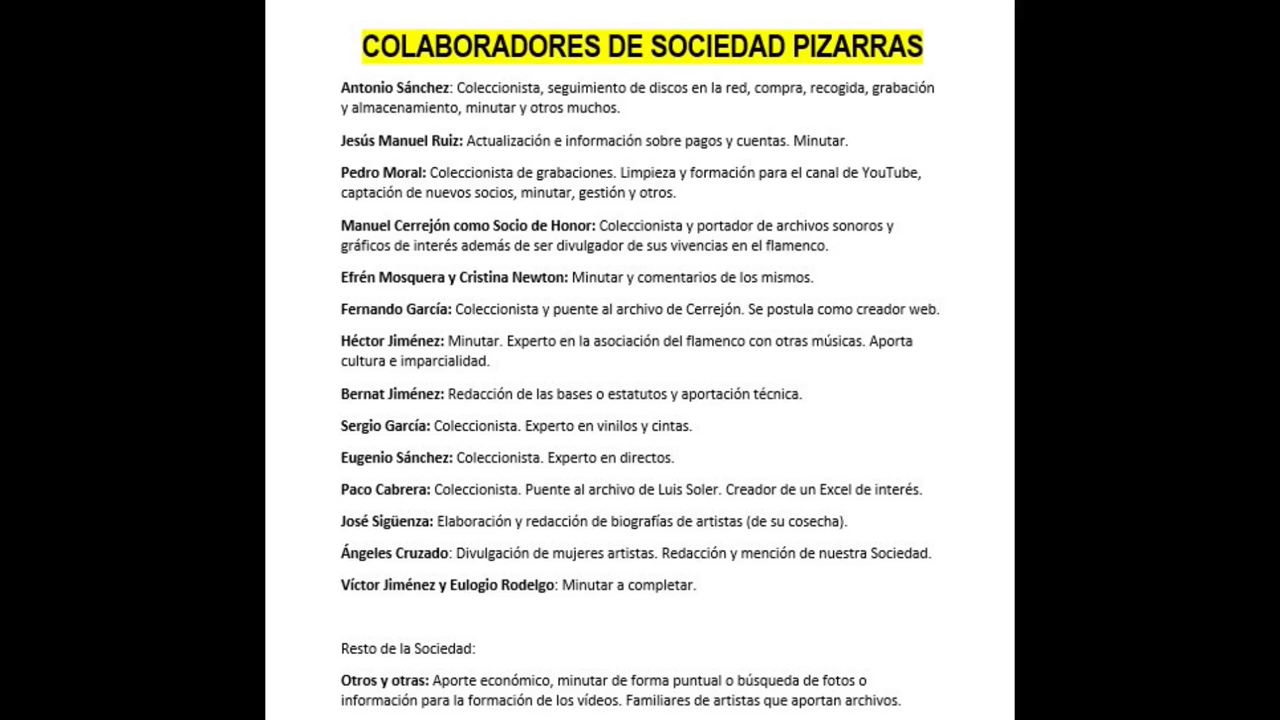 COLABORADORES DE SOCIEDAD PIZARRAS
Antonio Sánchez: Coleccionista, seguimiento de discos en la red, compra, recogida, grabación
y almacenamiento, minutar y otros muchos.
Jesús Manuel Ruiz: Actualización e información sobre pagos y cuentas. Minutar.
Pedro Moral: Coleccionista de grabaciones. Limpieza y formación para el canal de YouTube,
captación de nuevos socios, minutar, gestión y otros.
Manuel Cerrejón como Socio de Honor: Coleccionista y portador de archivos sonoros y
gráficos de interés además de ser divulgador de sus vivencias en el flamenco.
Efrén Mosquera y Cristina Newton: Minutar y comentarios de los mismos.
Fernando García: Coleccionista y puente al archivo de Cerrejón. Se postula como creador web.
Héctor Jiménez: Minutar. Experto en la asociación del flamenco con otras músicas. Aporta
cultura e imparcialidad.
Bernat Jiménez: Redacción de las bases o estatutos y aportación técnica.
Sergio García: Coleccionista. Experto en vinilos y cintas.
Eugenio Sánchez: Coleccionista. Experto en directos.
Paco Cabrera: Coleccionista. Puente al archivo de Luis Soler. Creador de un Excel de interés.
José Sigüenza: Elaboración y redacción de biografías de artistas (de su cosecha).
Ángeles Cruzado: Divulgación de mujeres artistas. Redacción y mención de nuestra Sociedad.
Víctor Jiménez y Eulogio Rodelgo: Minutar a completar.
Resto de la Sociedad:
Otros y otras: Aporte económico, minutar de forma puntual o búsqueda de fotos o
información para la formación de los vídeos. Familiares de artistas que aportan archivos.